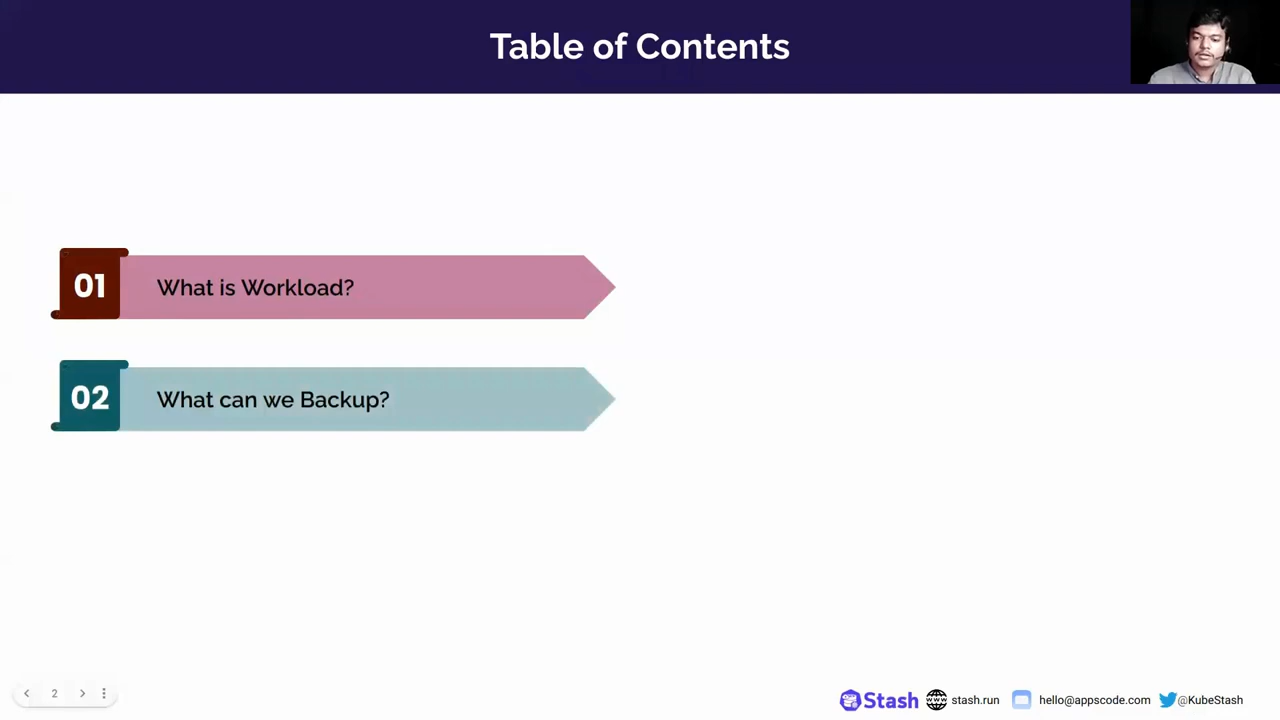 Table of Contents
01 What is Workload?
02 What can we Backup?
2
Stash stash.run hello@appscode.com @KubeStash